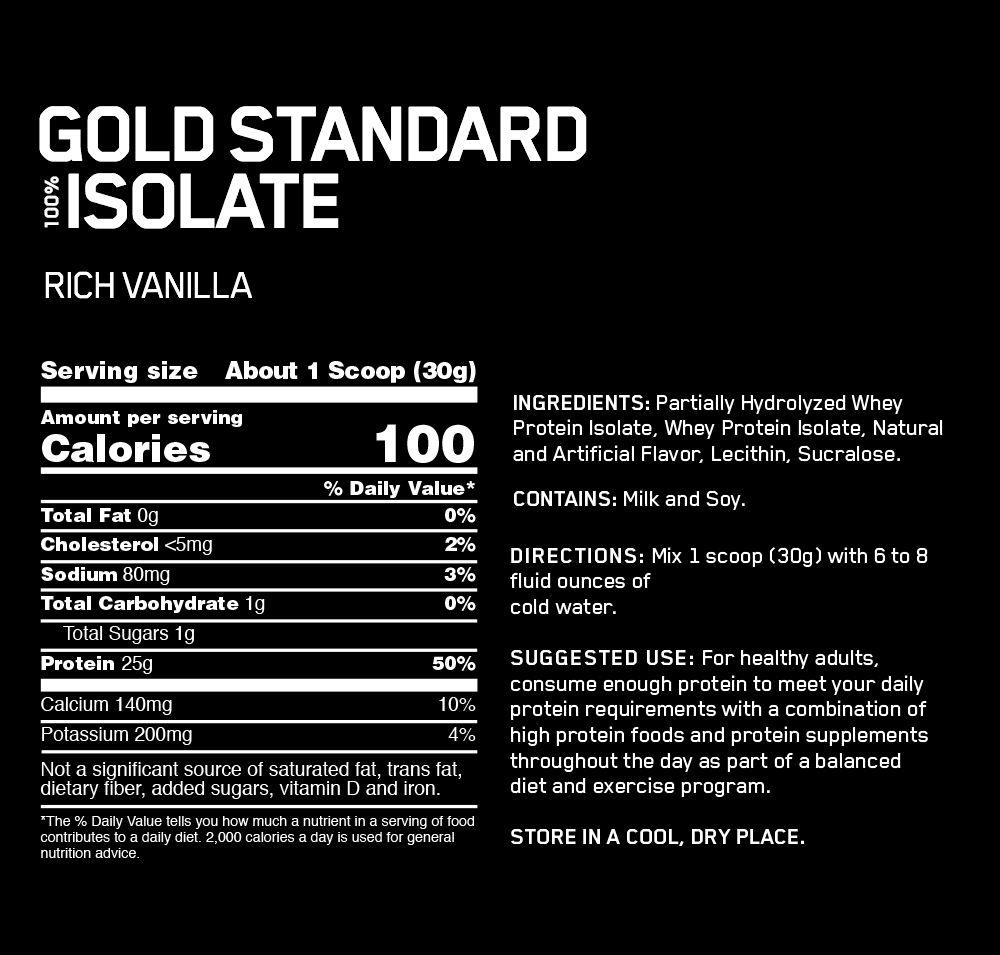 GOLD STANDARD
100% ISOLATE
RICH VANILLA
Serving size About 1 Scoop (30g)
Amount per serving
Calories 100
% Daily Value*
Total Fat 0g 0%
Cholesterol <5mg 2%
Sodium 80mg 3%
Total Carbohydrate 1g 0%
Total Sugars 1g
Protein 25g 50%
Calcium 140mg 10%
Potassium 200mg 4%
Not a significant source of saturated fat, trans fat,
dietary fiber, added sugars, vitamin D and iron.
*The % Daily Value tells you how much a nutrient in a serving of food
contributes to a daily diet. 2,000 calories a day is used for general
nutrition advice.
INGREDIENTS: Partially Hydrolyzed Whey
Protein Isolate, Whey Protein Isolate, Natural
and Artificial Flavor, Lecithin, Sucralose.
CONTAINS: Milk and Soy.
DIRECTIONS: Mix 1 scoop (30g) with 6 to 8
fluid ounces of
cold water.
SUGGESTED USE: For healthy adults,
consume enough protein to meet your daily
protein requirements with a combination of
high protein foods and protein supplements
throughout the day as part of a balanced
diet and exercise program.
STORE IN A COOL, DRY PLACE.